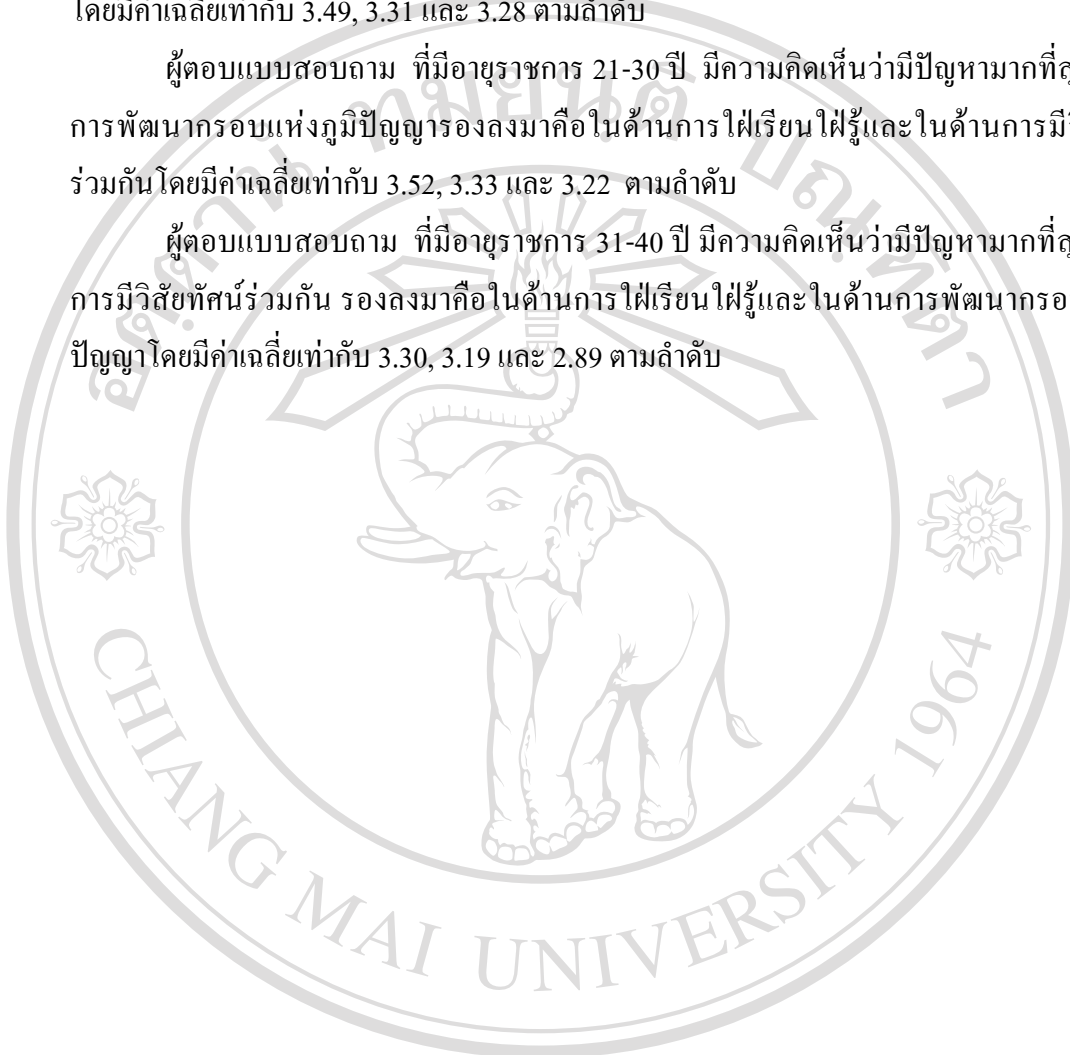 โดยมีค่าเฉลี่ยเท่ากับ 3.49, 3.31 และ 3.28 ตามลำดับ
ผู้ตอบแบบสอบถาม ที่มีอายุราชการ 21-30 ปี มีความคิดเห็นว่ามีปัญหามากที่
การพัฒนากรอบแห่งภูมิปัญญารองลงมาคือในด้านการใฝ่เรียนใฝ่รู้และในด้านการมี
ร่วมกันโดยมีค่าเฉลี่ยเท่ากับ 3.52, 3.33 และ 3.22 ตามลำดับ
ผู้ตอบแบบสอบถาม ที่มีอายุราชการ 31-40 ปี มีความคิดเห็นว่ามีปัญหามากที่
การมีวิสัยทัศน์ร่วมกัน รองลงมาคือในด้านการใฝ่เรียนใฝ่รู้และในด้านการพัฒนากรอ
ปัญญาโดยมีค่าเฉลี่ยเท่ากับ 3.30, 3.19 และ 2.89 ตามลำดับ
อตฺตานํ ทมยนฺติ ปณฺฑิตา
CHIANG MAI UNIVERSITY 1964